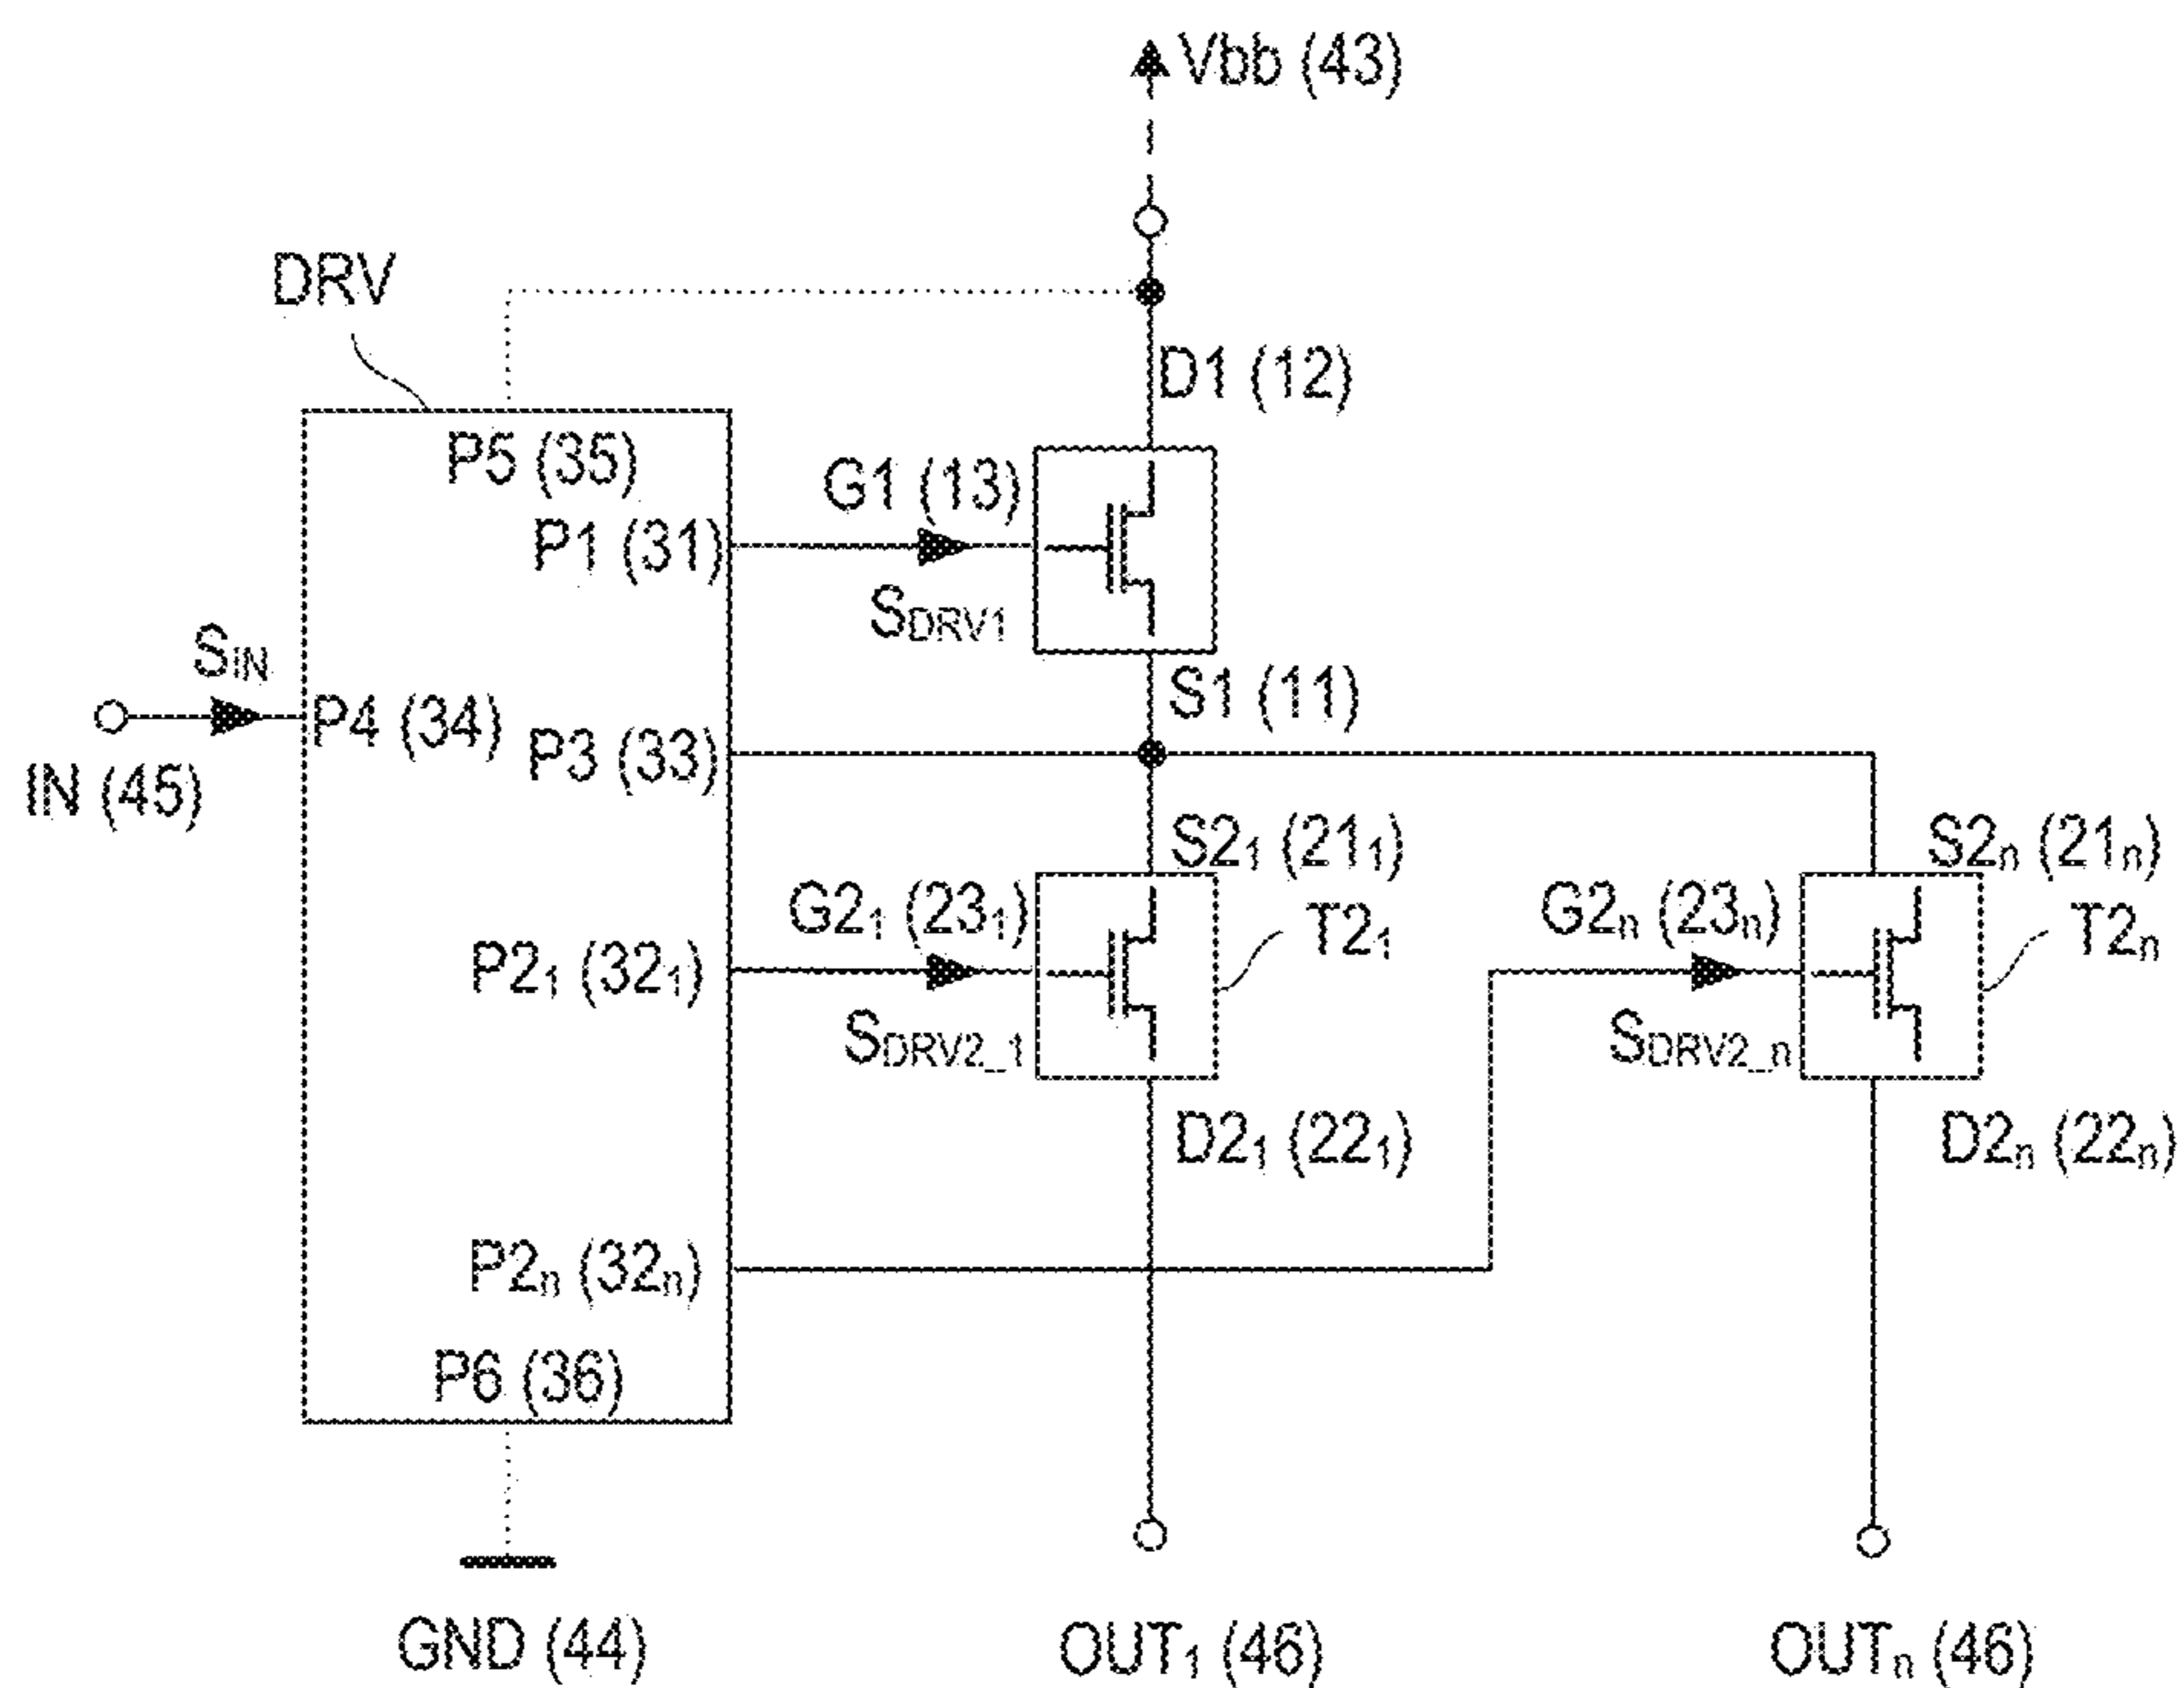 Vbb (43)
DRV
D1 (12)
P5 (35)
G1 (13)
P1 (31)
SDRV1
SIN
S1 (11)
P4 (34)
P3 (33)
IN (45)
S2₁ (21₁)
S2ₙ (21ₙ)
G2₁ (23₁)
T2₁
G2ₙ (23ₙ)
T2ₙ
P2₁ (32₁)
SDRV2_1
SDRV2_n
D2₁ (22₁)
D2ₙ (22ₙ)
P2ₙ (32ₙ)
P6 (36)
GND (44)
OUT₁ (46)
OUTₙ (46)